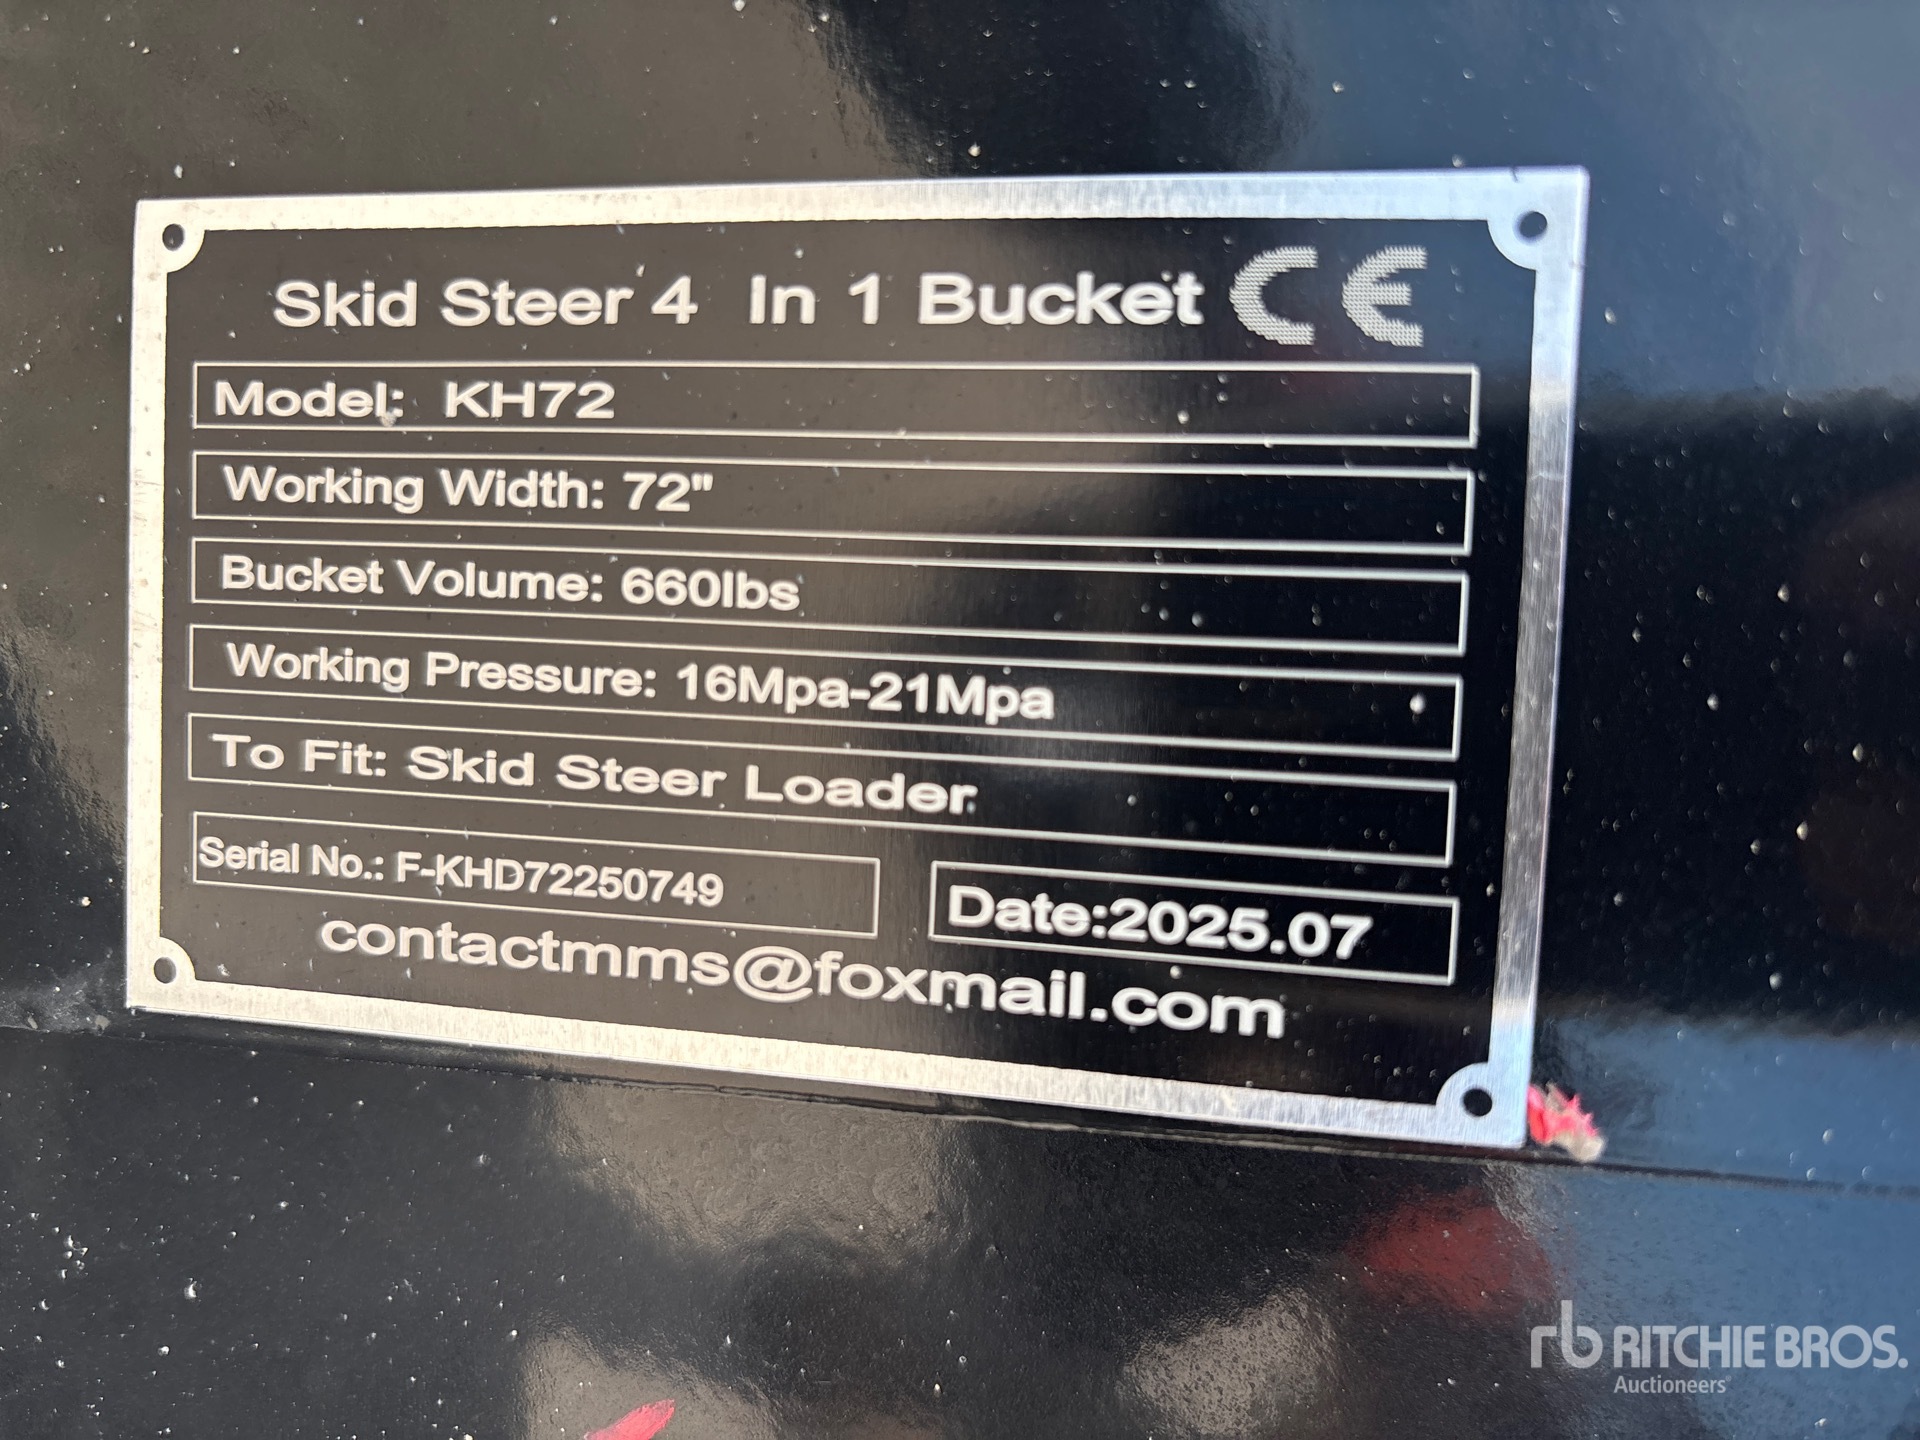 Skid Steer 4 In 1 Bucket CE
Model: KH72
Working Width: 72"
Bucket Volume: 660lbs
Working Pressure: 16Mpa-21Mpa
To Fit: Skid Steer Loader
Serial No.: F-KHD72250749
Date:2025.07
contactmms@foxmail.com
rb RITCHIE BROS.
Auctioneers